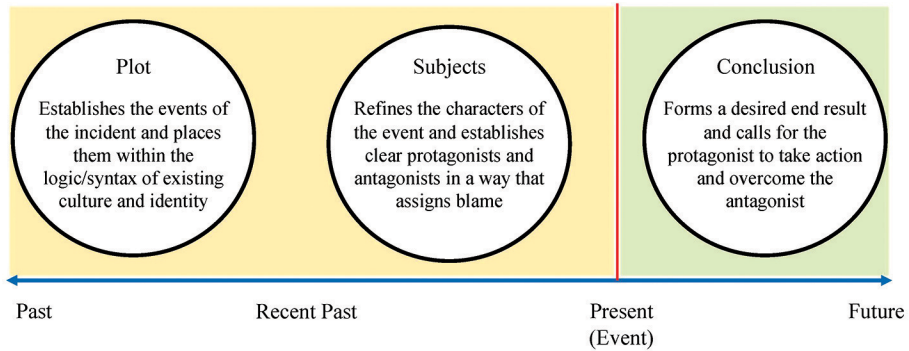 Plot
Establishes the events of
the incident and places
them within the
logic/syntax of existing
culture and identity
Subjects
Refines the characters of
the event and establishes
clear protagonists and
antagonists in a way that
assigns blame
Conclusion
Forms a desired end result
and calls for the
protagonist to take action
and overcome the
antagonist
Past
Recent Past
Present
(Event)
Future